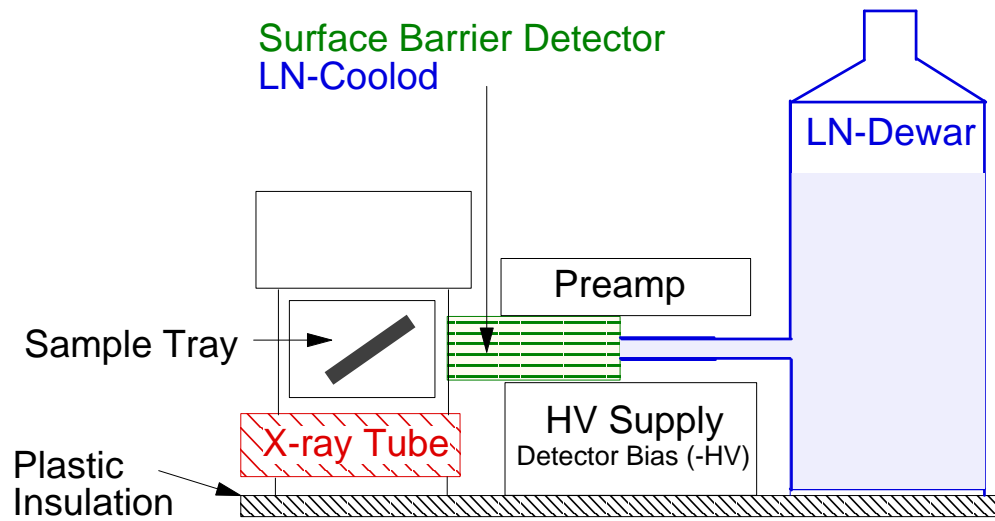 Surface Barrier Detector
LN-Coolod
LN-Dewar
Preamp
Sample Tray
HV Supply
Detector Bias (-HV)
X-ray Tube
Plastic
Insulation